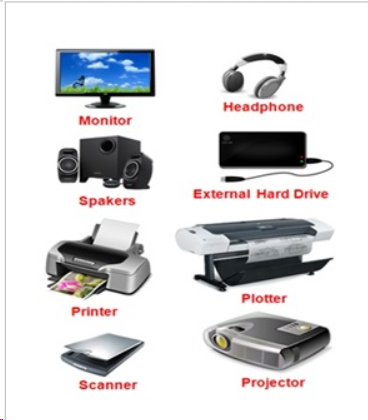 Monitor
Headphone
Spakers
External Hard Drive
Printer
Plotter
Scanner
Projector